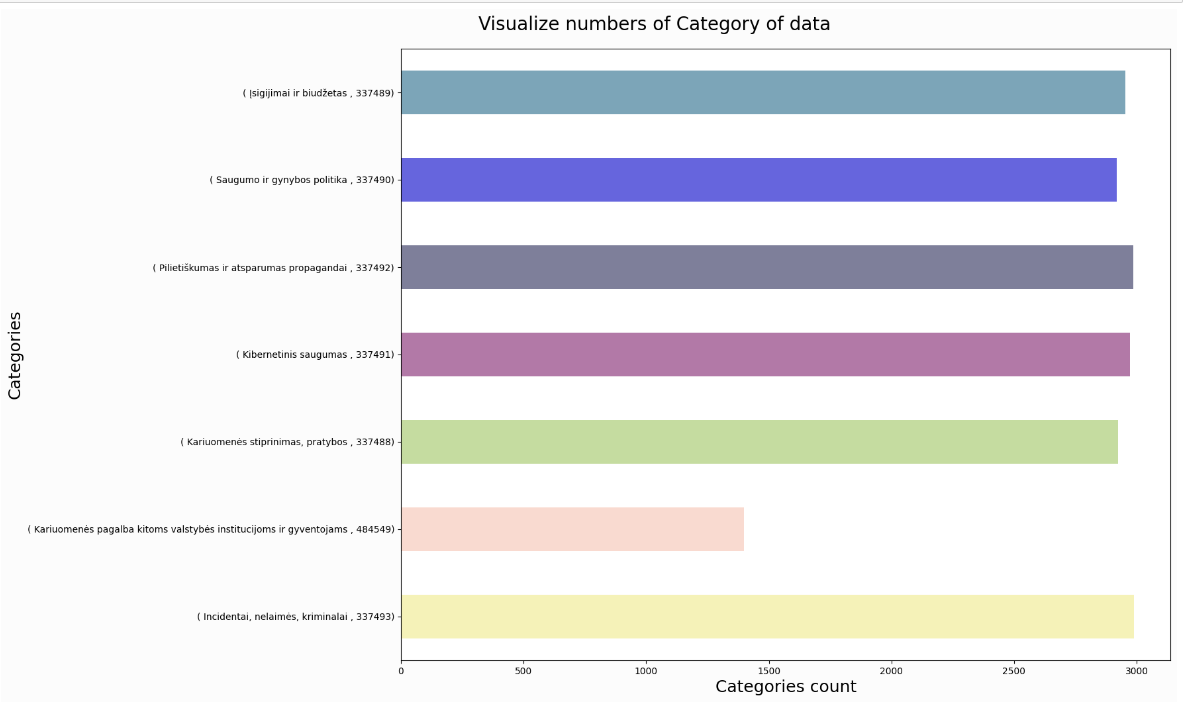 Visualize numbers of Category of data
( Įsigijimai ir biudžetas , 337489)
( Saugumo ir gynybos politika , 337490)
( Pilietiškumas ir atsparumas propagandai , 337492)
( Kibernetinis saugumas , 337491)
( Kariuomenės stiprinimas, pratybos , 337488)
( Kariuomenės pagalba kitoms valstybės institucijoms ir gyventojams , 484549)
( Incidentai, nelaimės, kriminalai , 337493)
Categories
0 500 1000 1500 2000 2500 3000
Categories count